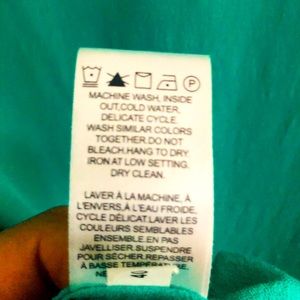 P
MACHINE WASH, INSIDE
OUT,COLD WATER,
DELICATE CYCLE.
WASH SIMILAR COLORS
TOGETHER.DO NOT
BLEACH.HANG TO DRY.
IRON AT LOW SETTING.
DRY CLEAN.
LAVER À LA MACHINE, À
L'ENVERS,À L'EAU FROIDE,
CYCLE DÉLICAT.LAVER LES
COULEURS SEMBLABLES
ENSEMBLE.EN PAS
JAVELLISER.SUSPENDRE
POUR SÉCHER.REPASSER
À BASSE TEMPÉRATURE.